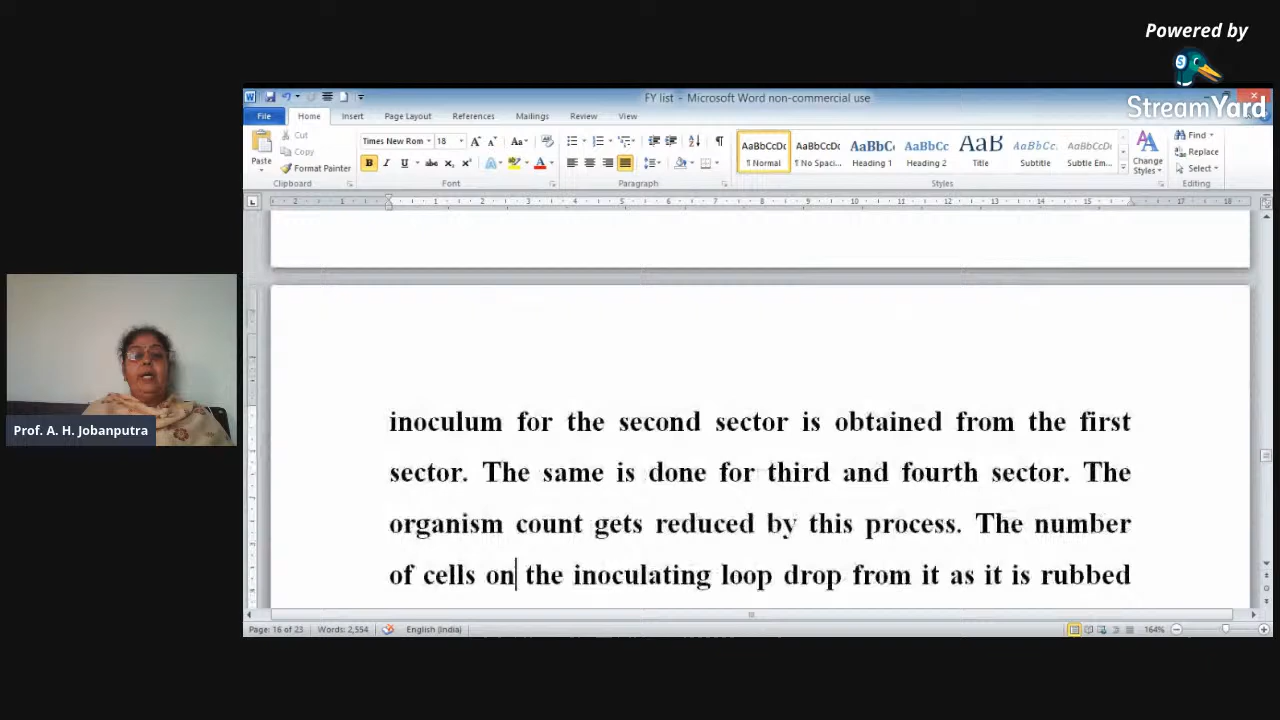 Powered by
StreamYard
FY list - Microsoft Word non-commercial use
File Home Insert Page Layout References Mailings Review View
Paste
Cut
Copy
Format Painter
Clipboard
Times New Rom 18
Font
Paragraph
AaBbCcDc AaBbCcDc AaBbC AaBbCc AaB AaBbCc. AaBbCcDc
¶ Normal ¶ No Spaci... Heading 1 Heading 2 Title Subtitle Subtle Em...
Styles
Change Styles
Find
Replace
Select
Editing
inoculum for the second sector is obtained from the first
sector. The same is done for third and fourth sector. The
organism count gets reduced by this process. The number
of cells on the inoculating loop drop from it as it is rubbed
Prof. A. H. Jobanputra
Page: 16 of 23 Words: 2,554 English (India) 164%